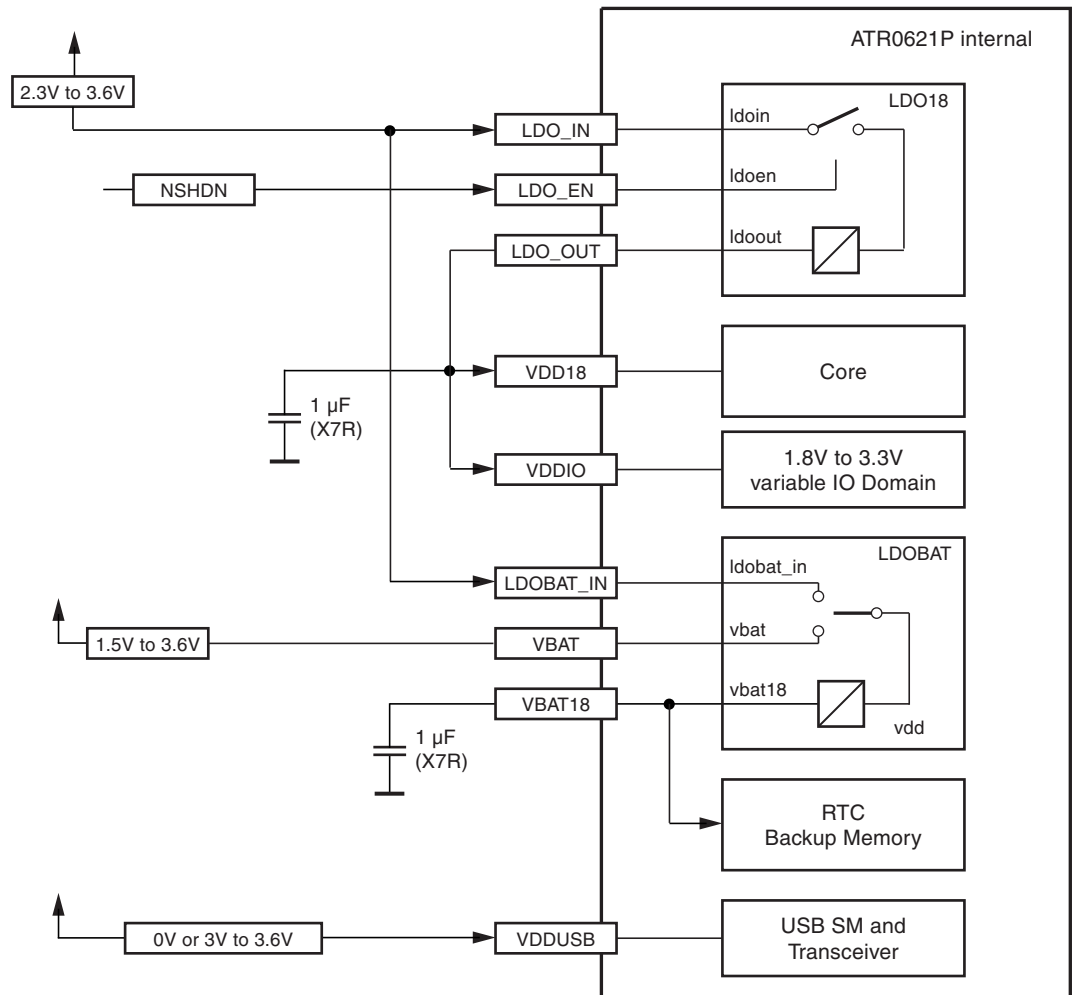 ATR0621P internal
2.3V to 3.6V
LDO18
LDO_IN
ldoin
NSHDN
LDO_EN
ldoen
LDO_OUT
ldoout
VDD18
Core
1 µF
(X7R)
VDDIO
1.8V to 3.3V
variable IO Domain
LDOBAT
LDOBAT_IN
ldobat_in
1.5V to 3.6V
VBAT
vbat
VBAT18
vbat18
vdd
1 µF
(X7R)
RTC
Backup Memory
0V or 3V to 3.6V
VDDUSB
USB SM and
Transceiver